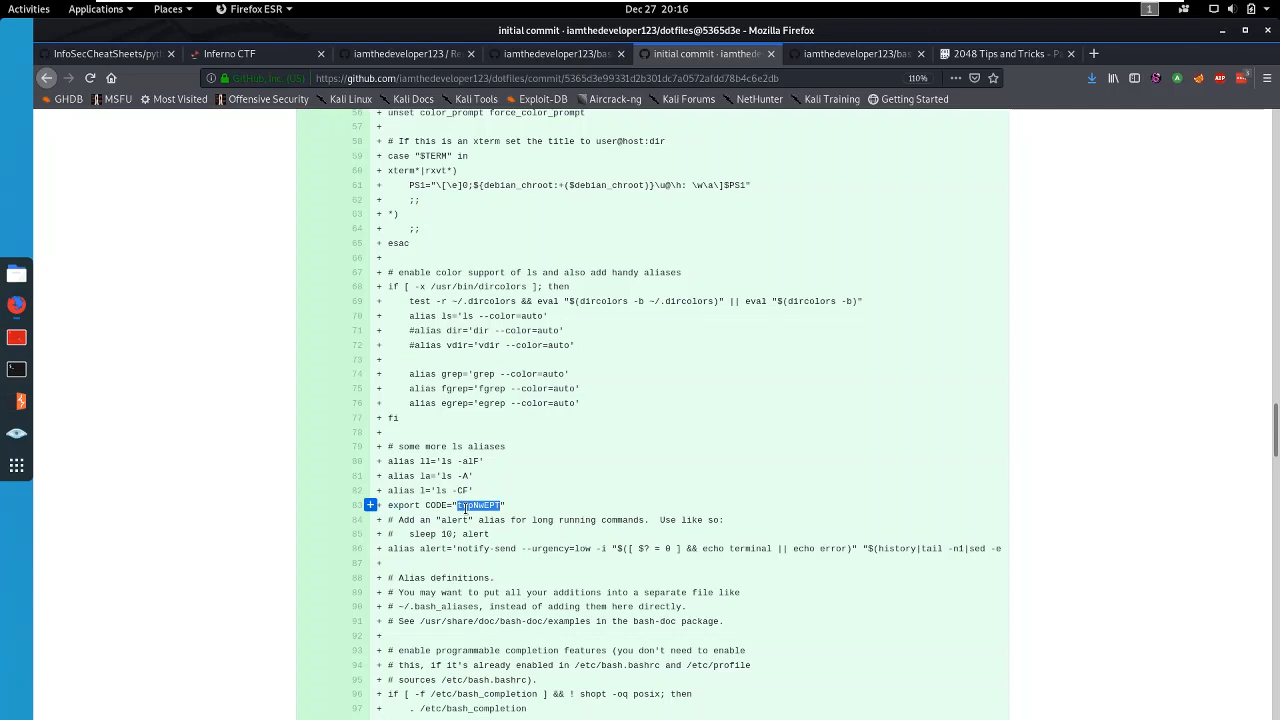 Activities Applications Places Firefox ESR Dec 27 20:16 1
initial commit · iamthedeveloper123/dotfiles@5365d3e - Mozilla Firefox
InfoSecCheatSheets/pyth Inferno CTF iamthedeveloper123 / Re iamthedeveloper123/bas initial commit · iamthede iamthedeveloper123/bas 2048 Tips and Tricks - Pa
GitHub, Inc. (US) https://github.com/iamthedeveloper123/dotfiles/commit/5365d3e99331d2b301dc7a0572afdd78b4c6e2db 110%
GHDB MSFU Most Visited Offensive Security Kali Linux Kali Docs Kali Tools Exploit-DB Aircrack-ng Kali Forums NetHunter Kali Training Getting Started
56 + unset color_prompt force_color_prompt
57 +
58 + # If this is an xterm set the title to user@host:dir
59 + case "$TERM" in
60 + xterm*|rxvt*)
61 + PS1="\[\e]0;${debian_chroot:+($debian_chroot)}\u@\h: \w\a\]$PS1"
62 + ;;
63 + *)
64 + ;;
65 + esac
66 +
67 + # enable color support of ls and also add handy aliases
68 + if [ -x /usr/bin/dircolors ]; then
69 + test -r ~/.dircolors && eval "$(dircolors -b ~/.dircolors)" || eval "$(dircolors -b)"
70 + alias ls='ls --color=auto'
71 + #alias dir='dir --color=auto'
72 + #alias vdir='vdir --color=auto'
73 +
74 + alias grep='grep --color=auto'
75 + alias fgrep='fgrep --color=auto'
76 + alias egrep='egrep --color=auto'
77 + fi
78 +
79 + # some more ls aliases
80 + alias ll='ls -alF'
81 + alias la='ls -A'
82 + alias l='ls -CF'
83 + export
84 + # Add an "alert" alias for long running commands. Use like so:
85 + # sleep 10; alert
86 + alias alert='notify-send --urgency=low -i "$([ $? = 0 ] && echo terminal || echo error)" "$(history|tail -n1|sed -e
87 +
88 + # Alias definitions.
89 + # You may want to put all your additions into a separate file like
90 + # ~/.bash_aliases, instead of adding them here directly.
91 + # See /usr/share/doc/bash-doc/examples in the bash-doc package.
92 +
93 + # enable programmable completion features (you don't need to enable
94 + # this, if it's already enabled in /etc/bash.bashrc and /etc/profile
95 + # sources /etc/bash.bashrc).
96 + if [ -f /etc/bash_completion ] && ! shopt -oq posix; then
97 + . /etc/bash_completion